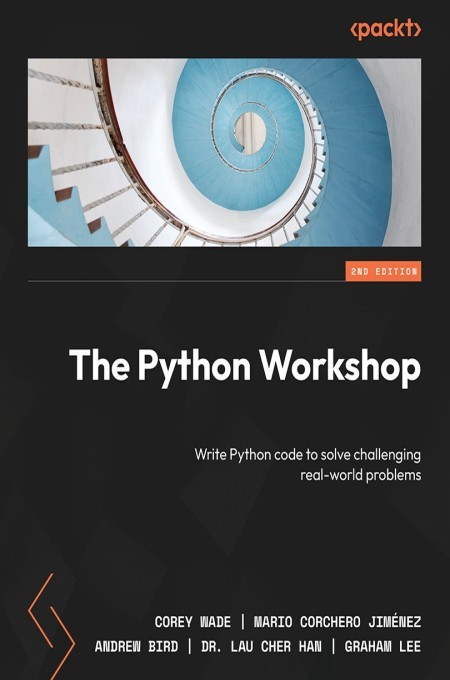 <packt>
2ND EDITION
The Python Workshop
Write Python code to solve challenging
real-world problems
COREY WADE | MARIO CORCHERO JIMÉNEZ
ANDREW BIRD | DR. LAU CHER HAN | GRAHAM LEE